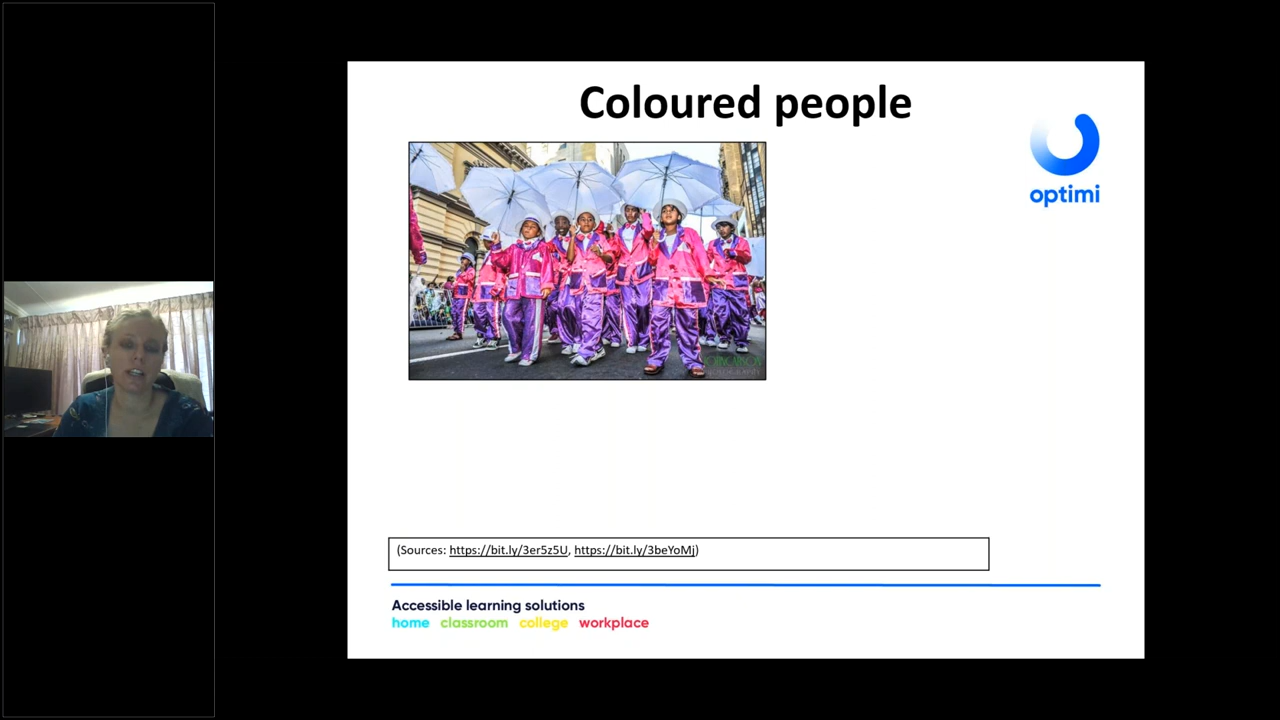 Coloured people
optimi
(Sources: https://bit.ly/3er5z5U, https://bit.ly/3beYoMj)
Accessible learning solutions
home classroom college workplace